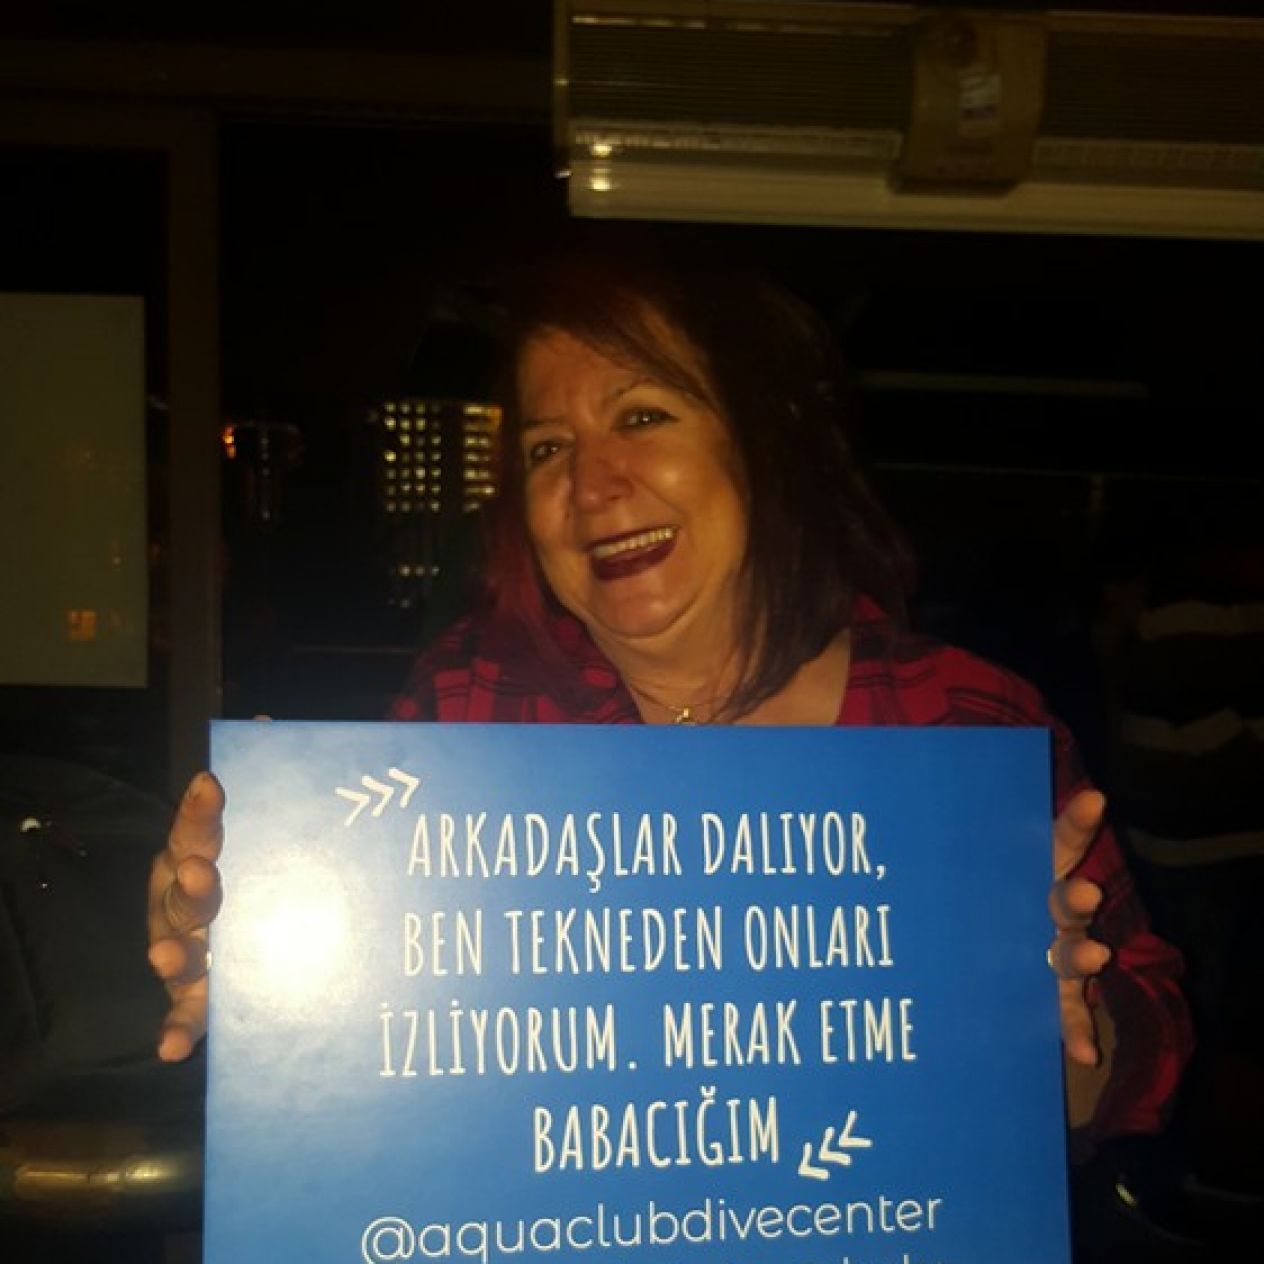 ARKADAŞLAR DALIYOR,
BEN TEKNEDEN ONLARI
İZLİYORUM. MERAK ETME
BABACIĞIM
@aquaclubdivecenter